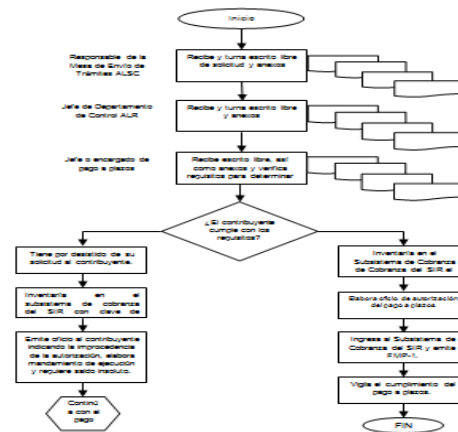 Inicio
Responsable de la
Mesa de Envío de
Trámites ALSC
Recibe y turna escrito libre
de solicitud y anexos
Jefe de Departamento
de Control ALR
Recibe y turna escrito libre
y anexos
Jefe o encargado de
pago a plazos
Recibe escrito libre, así
como anexos y verifica
requisitos para determinar
¿El contribuyente
cumple con los
requisitos?
Tiene por desistido de su
solicitud al contribuyente.
Inventaría en el
subsistema de cobranza
del SIR con clave de
Emite oficio al contribuyente
indicando la improcedencia
de la autorización, elabora
mandamiento de ejecución
y requiere saldo insoluto.
Continú
a con el
pago
Inventaría en el
Subsistema de Cobranza
de Cobranza del SIR el
Elabora oficio de autorización
del pago a plazos.
Ingresa al Subsistema de
Cobranza del SIR y emite
FMP-1.
Vigila el cumplimiento del
pago a plazos.
FIN